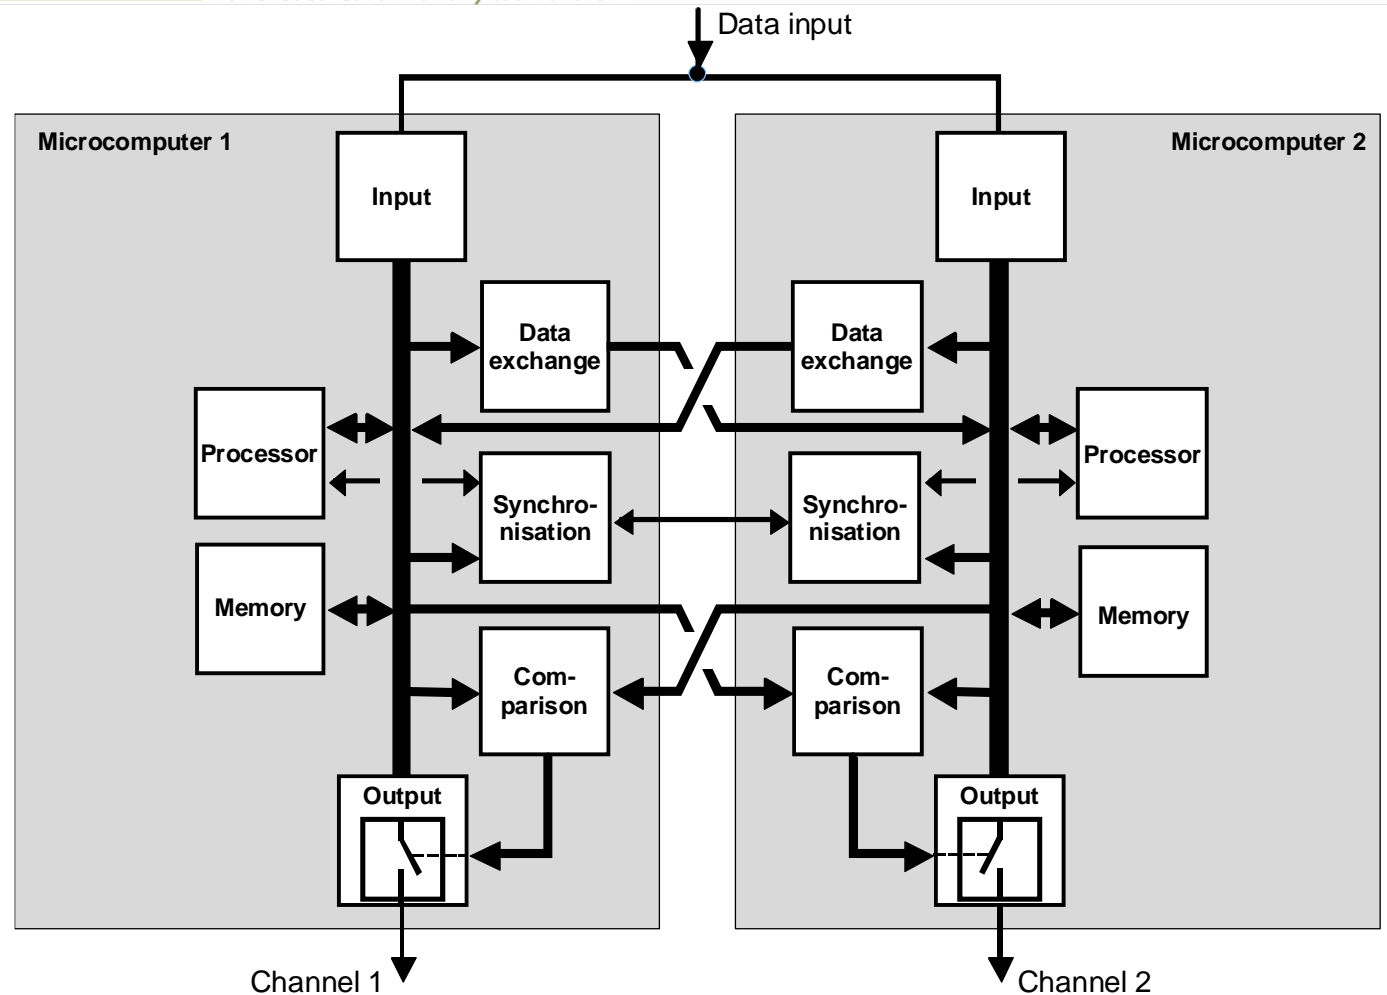 Data input
Microcomputer 1
Microcomputer 2
Input
Input
Data
exchange
Data
exchange
Processor
Processor
Synchro-
nisation
Synchro-
nisation
Memory
Memory
Com-
parison
Com-
parison
Output
Output
Channel 1
Channel 2